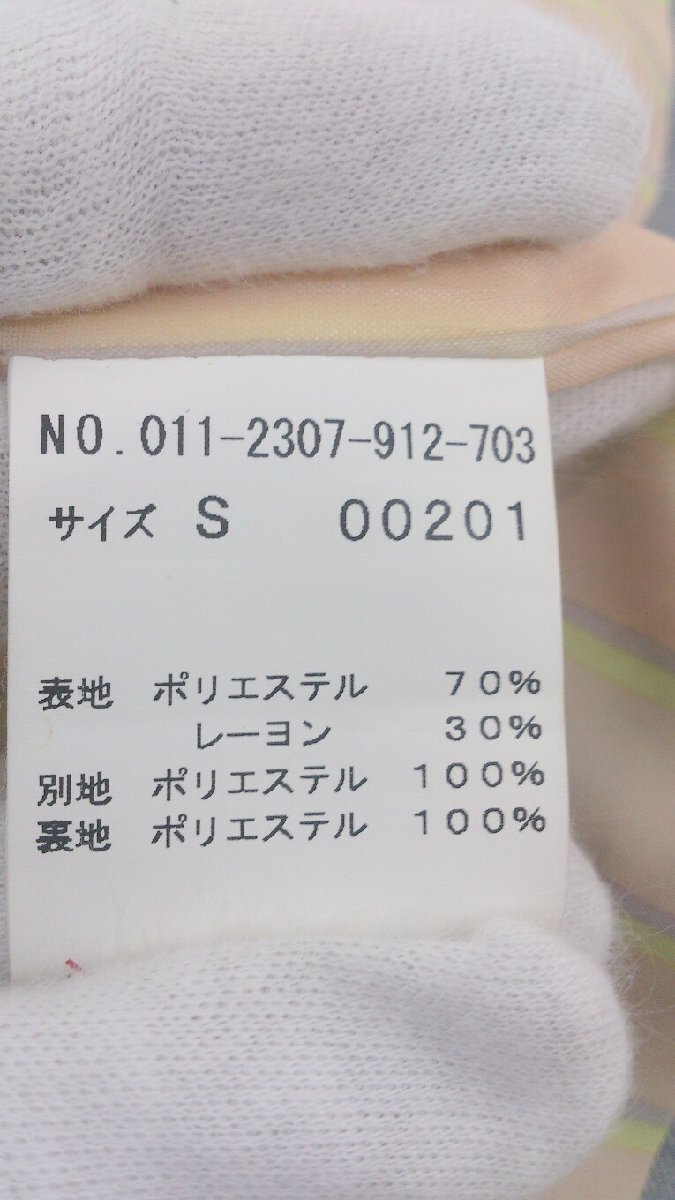 NO.011-2307-912-703
サイズ S 00201
表地 ポリエステル 70%
レーヨン 30%
別地 ポリエステル 100%
裏地 ポリエステル 100%